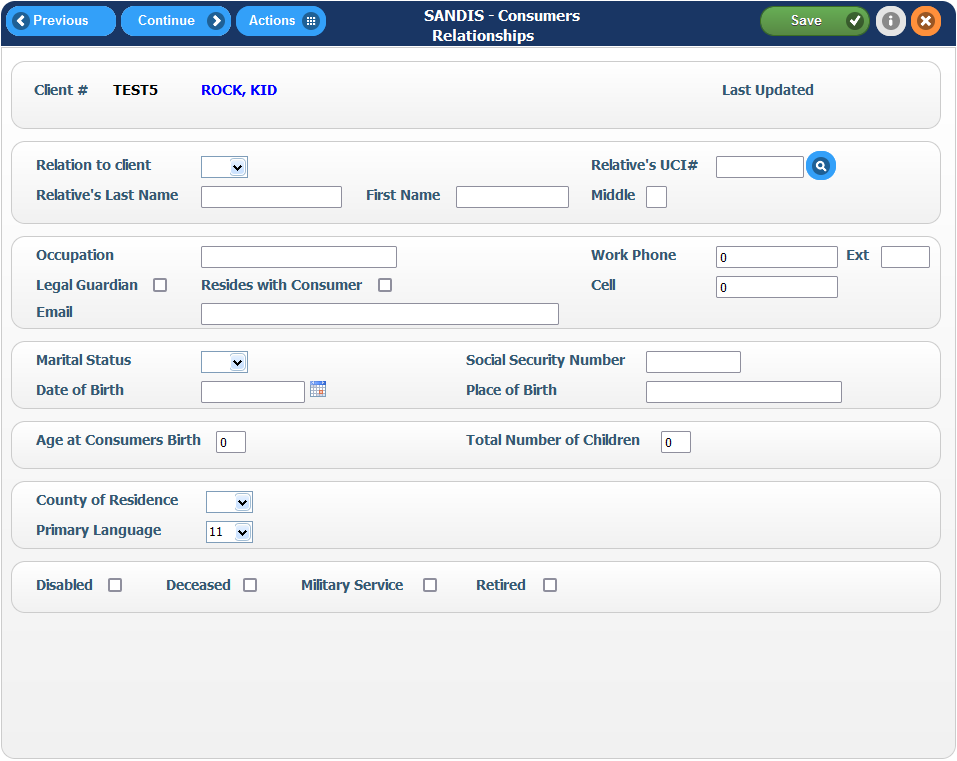 Previous Continue Actions SANDIS - Consumers Save
Relationships
Client # TEST5 ROCK, KID Last Updated
Relation to client Relative's UCI#
Relative's Last Name First Name Middle
Occupation Work Phone 0 Ext
Legal Guardian Resides with Consumer Cell 0
Email
Marital Status Social Security Number
Date of Birth Place of Birth
Age at Consumers Birth 0 Total Number of Children 0
County of Residence
Primary Language 11
Disabled Deceased Military Service Retired